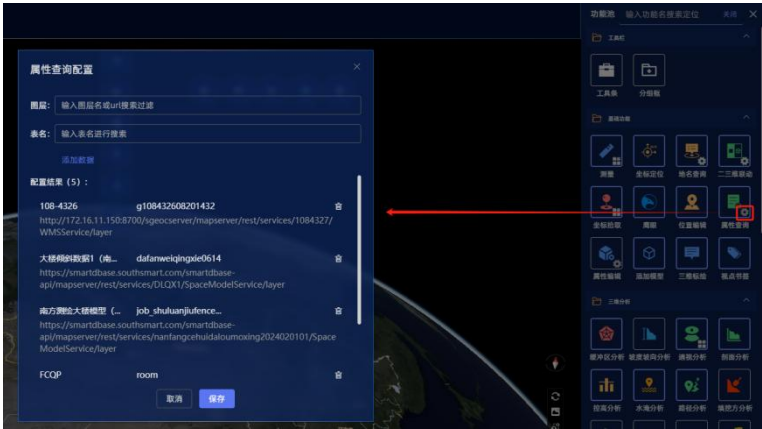 属性查询配置
图层: 输入图层名或url搜索过滤
表名: 输入表名进行搜索
添加数据
配置结果（5）:
108-4326 g108432608201432
http://172.16.11.150:8700/sgeocserver/mapserver/rest/services/1084327/
WMSService/layer
大楼倾斜数据1（南... dafanweiqingxie0614
https://smartdbase.southsmart.com/smartdbase-
api/mapserver/rest/services/DLQX1/SpaceModelService/layer
南方测绘大楼模型（... job_shuluanjiufence...
https://smartdbase.southsmart.com/smartdbase-
api/mapserver/rest/services/nanfangcehuidaloumoxing2024020101/Space
ModelService/layer
FCQP room
取消 保存
功能池 输入功能名搜索定位 关闭
工具栏
工具条 分组框
基础功能
测量 坐标定位 地名查询 二三维联动
坐标拾取 鹰眼 位置编辑 属性查询
属性编辑 添加模型 三维标绘 视点书签
三维分析
缓冲区分析 坡度坡向分析 通视分析 剖面分析
控高分析 水淹分析 路径分析 填挖方分析